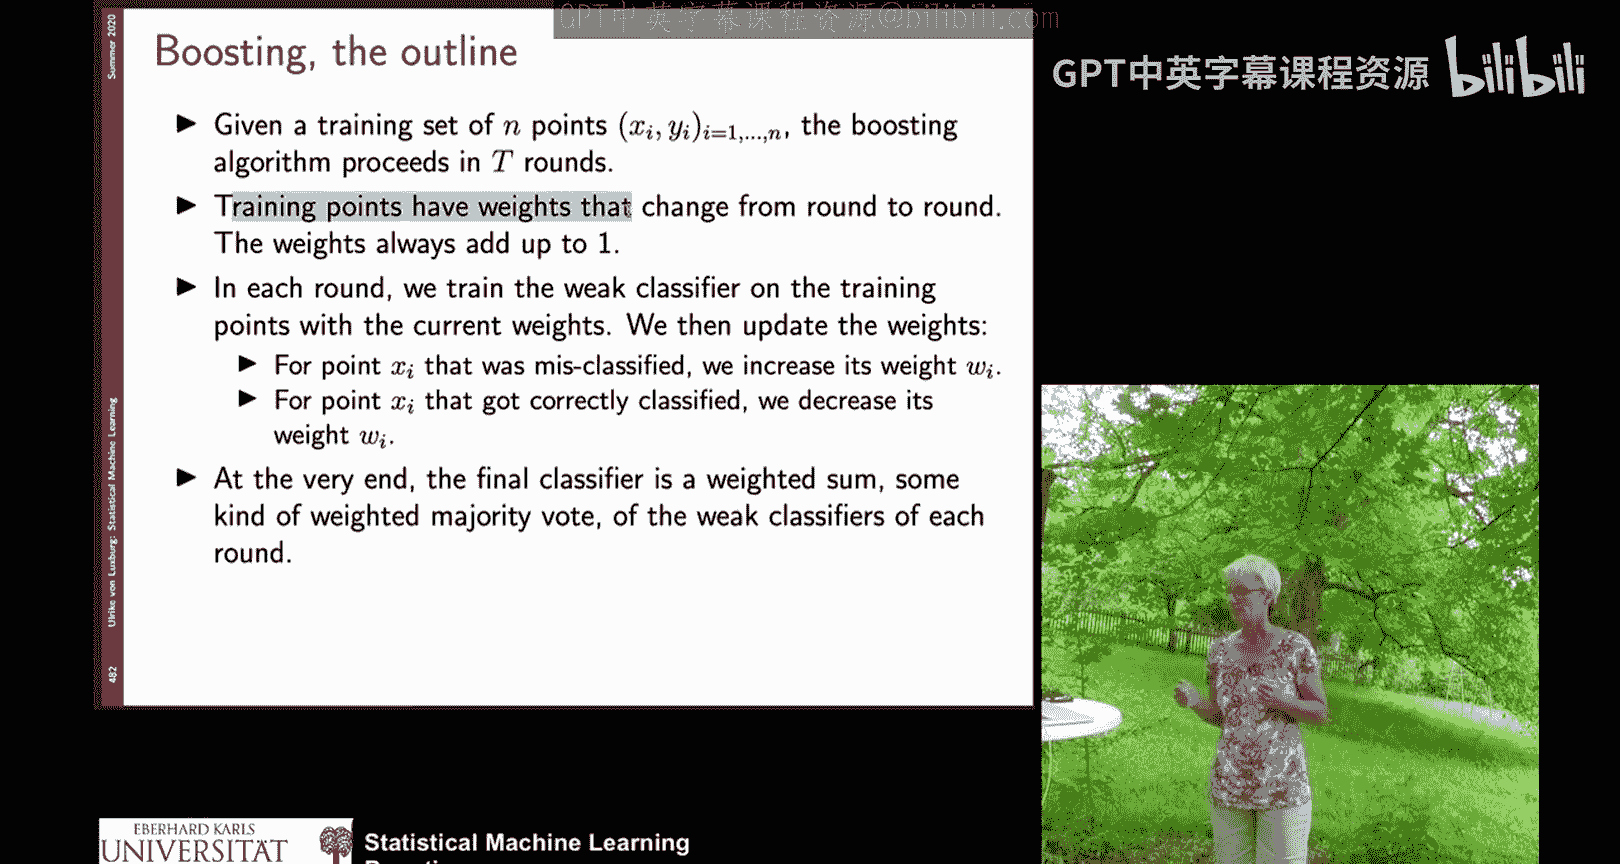 GPT中英字幕课程资源@bilibili.com
GPT中英字幕课程资源 bilibili
Summer 2020
Boosting, the outline
▶ Given a training set of n points (xᵢ, yᵢ)ᵢ₌₁,...,ₙ, the boosting
algorithm proceeds in T rounds.
▶ Training points have weights that change from round to round.
The weights always add up to 1.
▶ In each round, we train the weak classifier on the training
points with the current weights. We then update the weights:
▶ For point xᵢ that was mis-classified, we increase its weight wᵢ.
▶ For point xᵢ that got correctly classified, we decrease its
weight wᵢ.
▶ At the very end, the final classifier is a weighted sum, some
kind of weighted majority vote, of the weak classifiers of each
round.
Ulrike von Luxburg: Statistical Machine Learning
482
EBERHARD KARLS
UNIVERSITÄT
Statistical Machine Learning